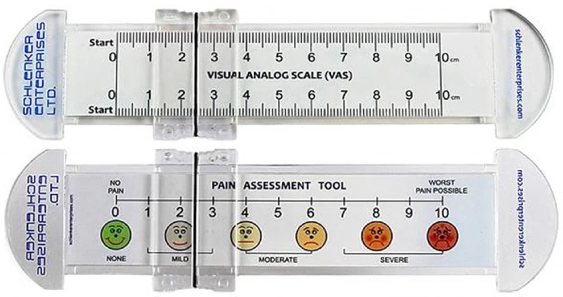 SCHLENKER
ENTERPRISES
LTD.
Start
0 1 2 3 4 5 6 7 8 9 10 cm
VISUAL ANALOG SCALE (VAS)
0 1 2 3 4 5 6 7 8 9 10 cm
Start
schlenkerenterprises.com
SCHLENKER
ENTERPRISES
LTD.
schlenkerenterprises.com
NO
PAIN
PAIN ASSESSMENT TOOL
WORST
PAIN POSSIBLE
0 1 2 3 4 5 6 7 8 9 10
NONE
MILD
MODERATE
SEVERE
schlenkerenterprises.com